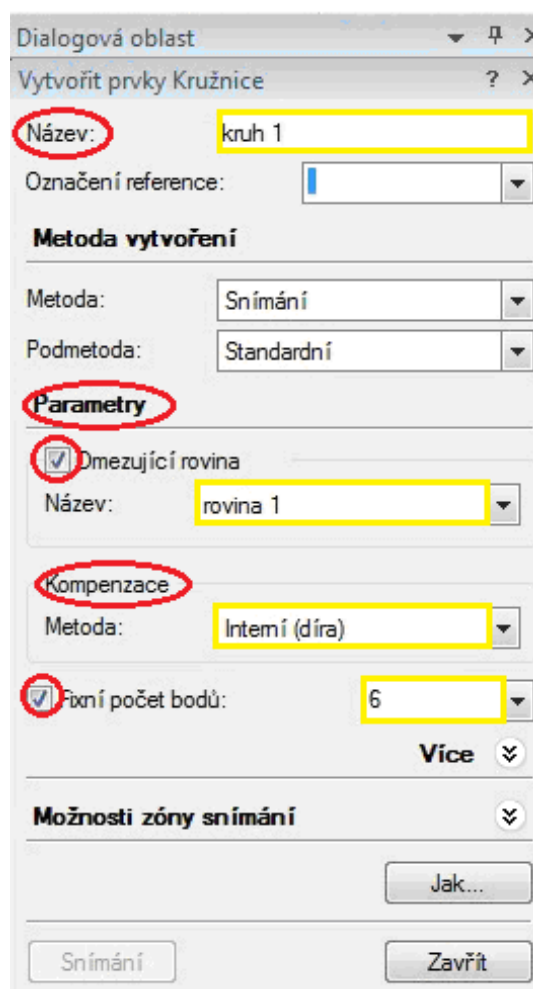 Dialogová oblast
Vytvořit prvky Kružnice ?
Název: kruh 1
Označení reference:
Metoda vytvoření
Metoda: Snímání
Podmetoda: Standardní
Parametry
Omezující rovina
Název: rovina 1
Kompenzace
Metoda: Interní (díra)
Fixní počet bodů: 6
Více
Možnosti zóny snímání
Jak...
Snímání Zavřít